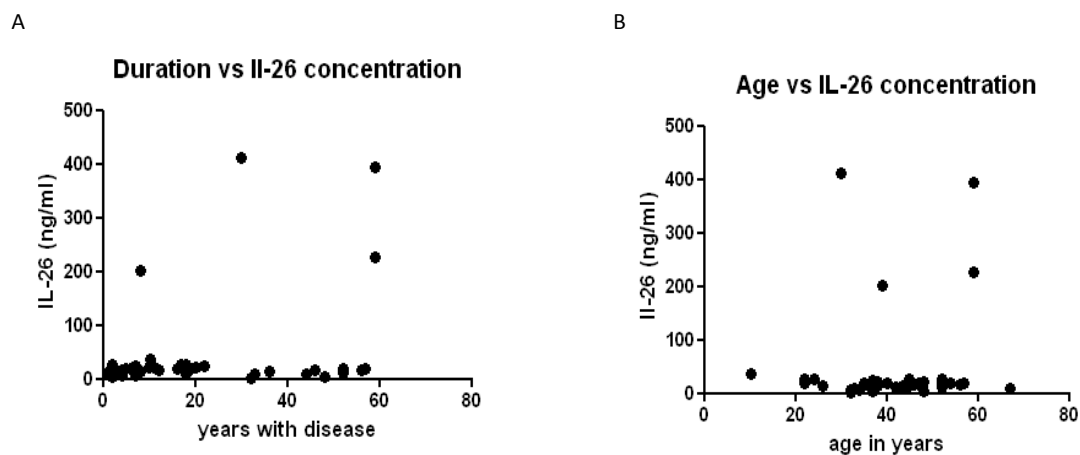 A
Duration vs Il-26 concentration
500
400
300
200
100
0
IL-26 (ng/ml)
0 20 40 60 80
years with disease
B
Age vs IL-26 concentration
500
400
300
200
100
0
Il-26 (ng/ml)
0 20 40 60 80
age in years